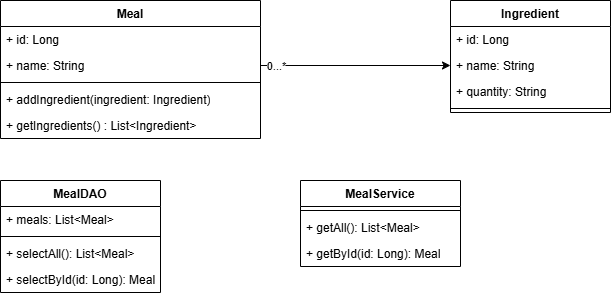 Meal
+ id: Long
+ name: String
+ addIngredient(ingredient: Ingredient)
+ getIngredients() : List<Ingredient>
0...*
Ingredient
+ id: Long
+ name: String
+ quantity: String
MealDAO
+ meals: List<Meal>
+ selectAll(): List<Meal>
+ selectById(id: Long): Meal
MealService
+ getAll(): List<Meal>
+ getById(id: Long): Meal